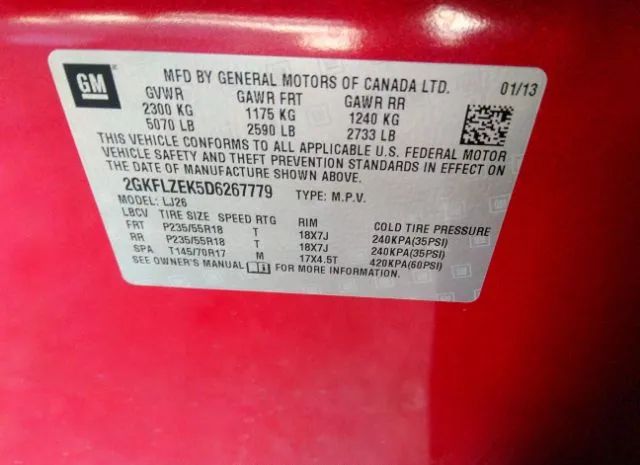 GM
MFD BY GENERAL MOTORS OF CANADA LTD. 01/13
GVWR GAWR FRT GAWR RR
2300 KG 1175 KG 1240 KG
5070 LB 2590 LB 2733 LB
THIS VEHICLE CONFORMS TO ALL APPLICABLE U.S. FEDERAL MOTOR
VEHICLE SAFETY AND THEFT PREVENTION STANDARDS IN EFFECT ON
THE DATE OF MANUFACTURE SHOWN ABOVE.
2GKFLZEK5D6267779 TYPE: M.P.V.
MODEL: LJ26
LBCV TIRE SIZE SPEED RTG RIM COLD TIRE PRESSURE
FRT P235/55R18 T 18X7J 240KPA(35PSI)
RR P235/55R18 T 18X7J 240KPA(35PSI)
SPA T145/70R17 M 17X4.5T 420KPA(60PSI)
SEE OWNER'S MANUAL FOR MORE INFORMATION.